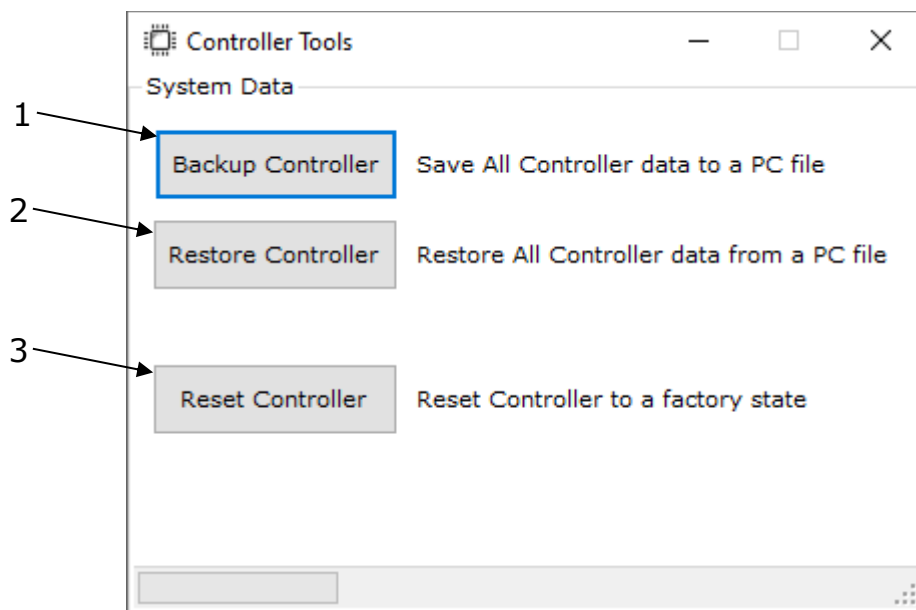 Controller Tools
System Data
1
Backup Controller Save All Controller data to a PC file
2
Restore Controller Restore All Controller data from a PC file
3
Reset Controller Reset Controller to a factory state